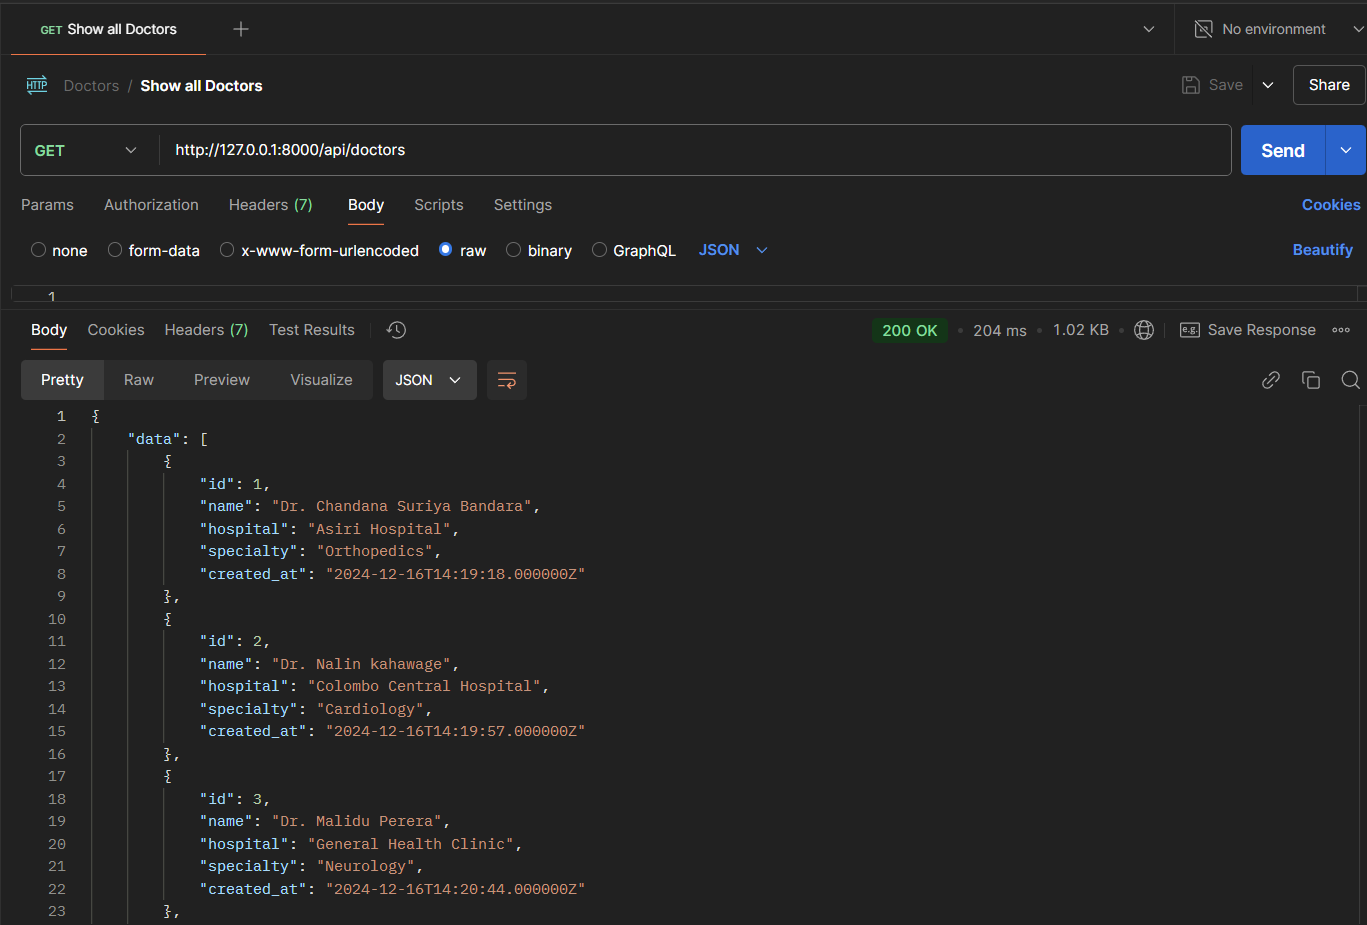 GET Show all Doctors
No environment
HTTP Doctors / Show all Doctors
Save
Share
GET
http://127.0.0.1:8000/api/doctors
Send
Params Authorization Headers (7) Body Scripts Settings
Cookies
none form-data x-www-form-urlencoded raw binary GraphQL JSON
Beautify
1
Body Cookies Headers (7) Test Results
200 OK • 204 ms • 1.02 KB • e.g. Save Response
Pretty Raw Preview Visualize JSON
1 {
2 "data": [
3 {
4 "id": 1,
5 "name": "Dr. Chandana Suriya Bandara",
6 "hospital": "Asiri Hospital",
7 "specialty": "Orthopedics",
8 "created_at": "2024-12-16T14:19:18.000000Z"
9 },
10 {
11 "id": 2,
12 "name": "Dr. Nalin kahawage",
13 "hospital": "Colombo Central Hospital",
14 "specialty": "Cardiology",
15 "created_at": "2024-12-16T14:19:57.000000Z"
16 },
17 {
18 "id": 3,
19 "name": "Dr. Malidu Perera",
20 "hospital": "General Health Clinic",
21 "specialty": "Neurology",
22 "created_at": "2024-12-16T14:20:44.000000Z"
23 },